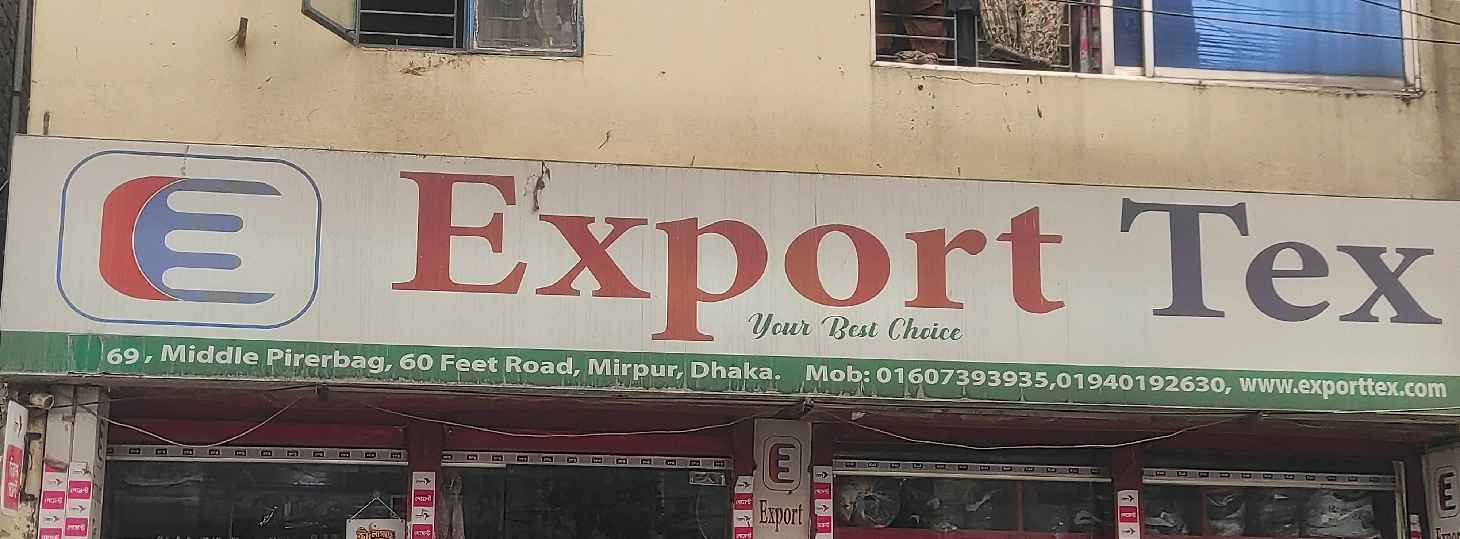 Export Tex
Your Best Choice
69, Middle Pirerbag, 60 Feet Road, Mirpur, Dhaka. Mob: 01607393935,01940192630, www.exporttex.com
E
Export